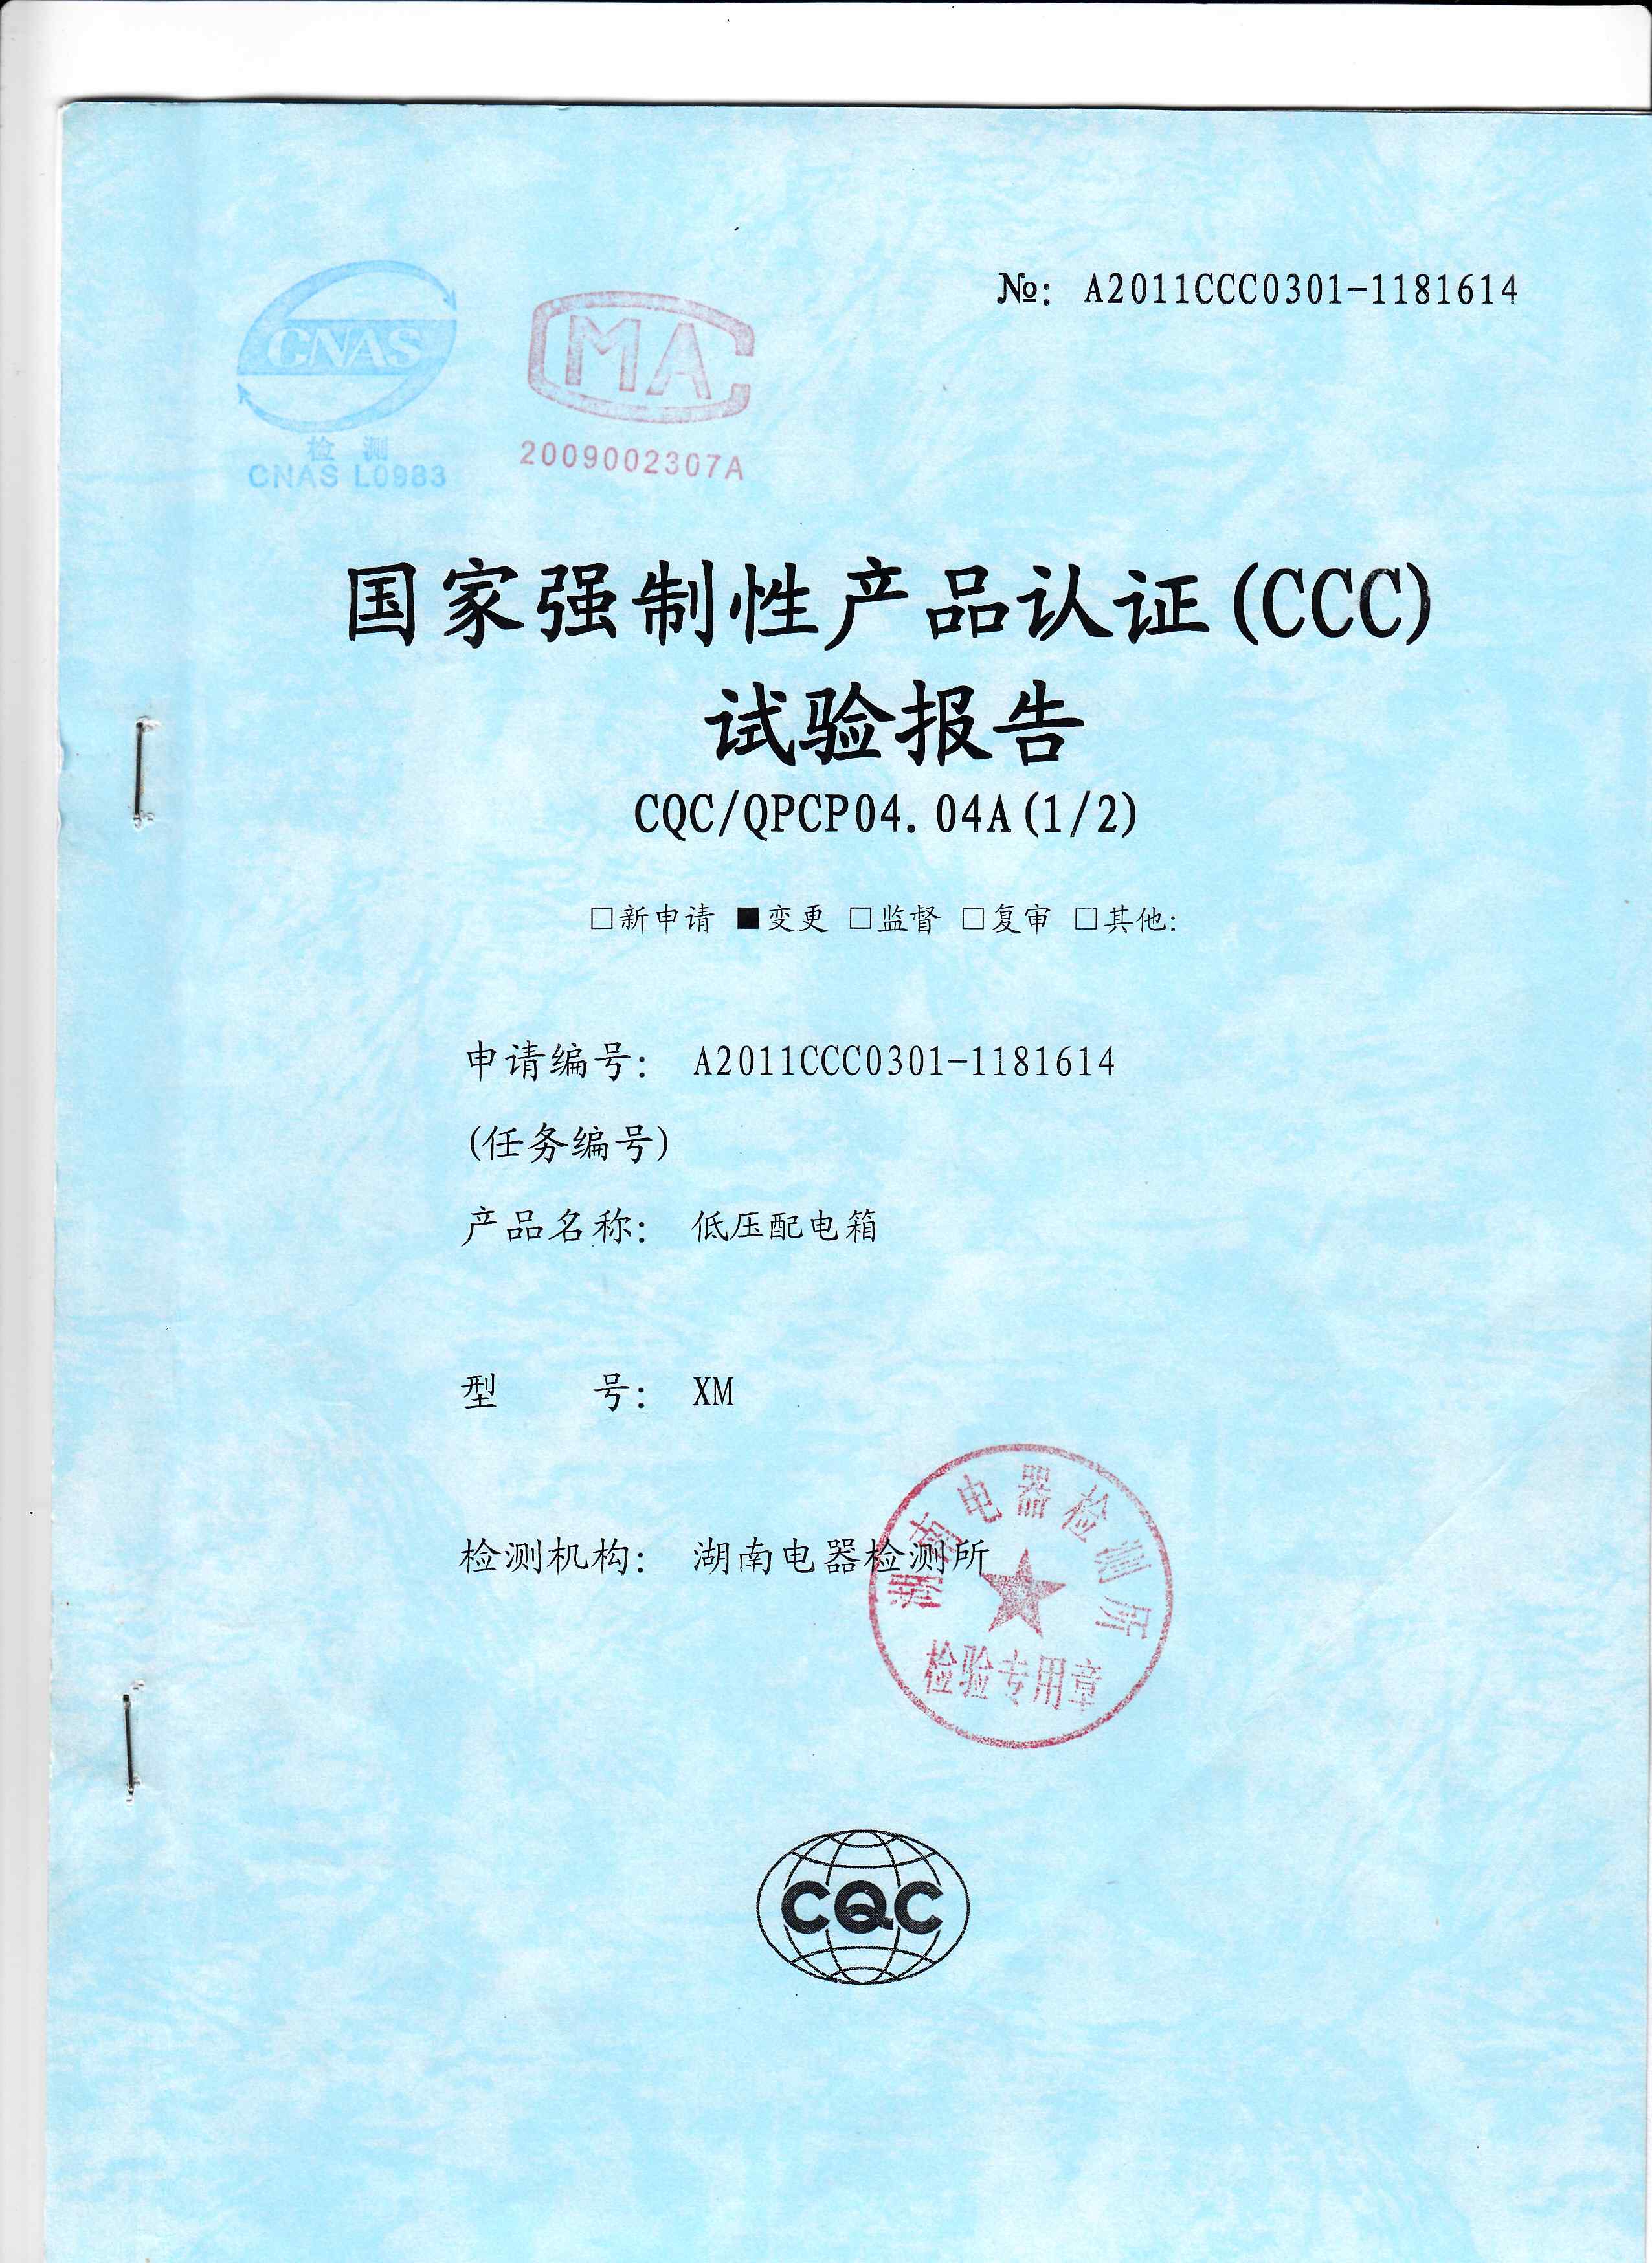 №: A2011CCC0301-1181614
CNAS
检 测
CNAS L0983
MA
2009002307A
国家强制性产品认证(CCC)
试验报告
CQC/QPCP04.04A(1/2)
□新申请 ■变更 □监督 □复审 □其他:
申请编号: A2011CCC0301-1181614
(任务编号)
产品名称: 低压配电箱
型 号: XM
检测机构: 湖南电器检测所
湖南电器检测所
检验专用章
CQC